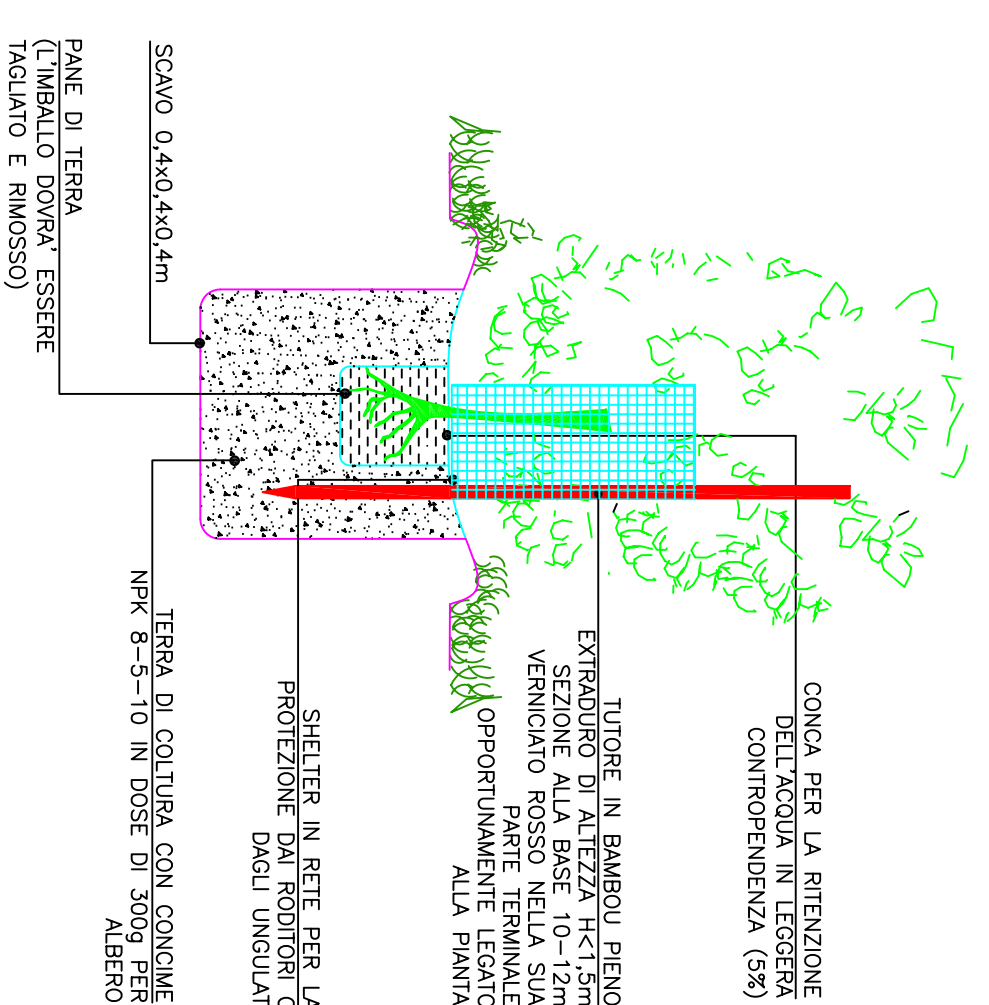 CONCA PER LA RITENZIONE
DELL'ACQUA IN LEGGERA
CONTROPENDENZA (5%)
TUTORE IN BAMBOU PIENO
EXTRADURO DI ALTEZZA H<1,5m
SEZIONE ALLA BASE 10-12m
VERNICIATO ROSSO NELLA SUA
PARTE TERMINALE
OPPORTUNAMENTE LEGATO
ALLA PIANTA
SHELTER IN RETE PER LA
PROTEZIONE DAI RODITORI
DAGLI UNGULAT
SCAVO 0,4x0,4x0,4m
TERRA DI COLTURA CON CONCIME
NPK 8-5-10 IN DOSE DI 300g PER
ALBERO
PANE DI TERRA
(L'IMBALLO DOVRA' ESSERE
TAGLIATO E RIMOSSO)